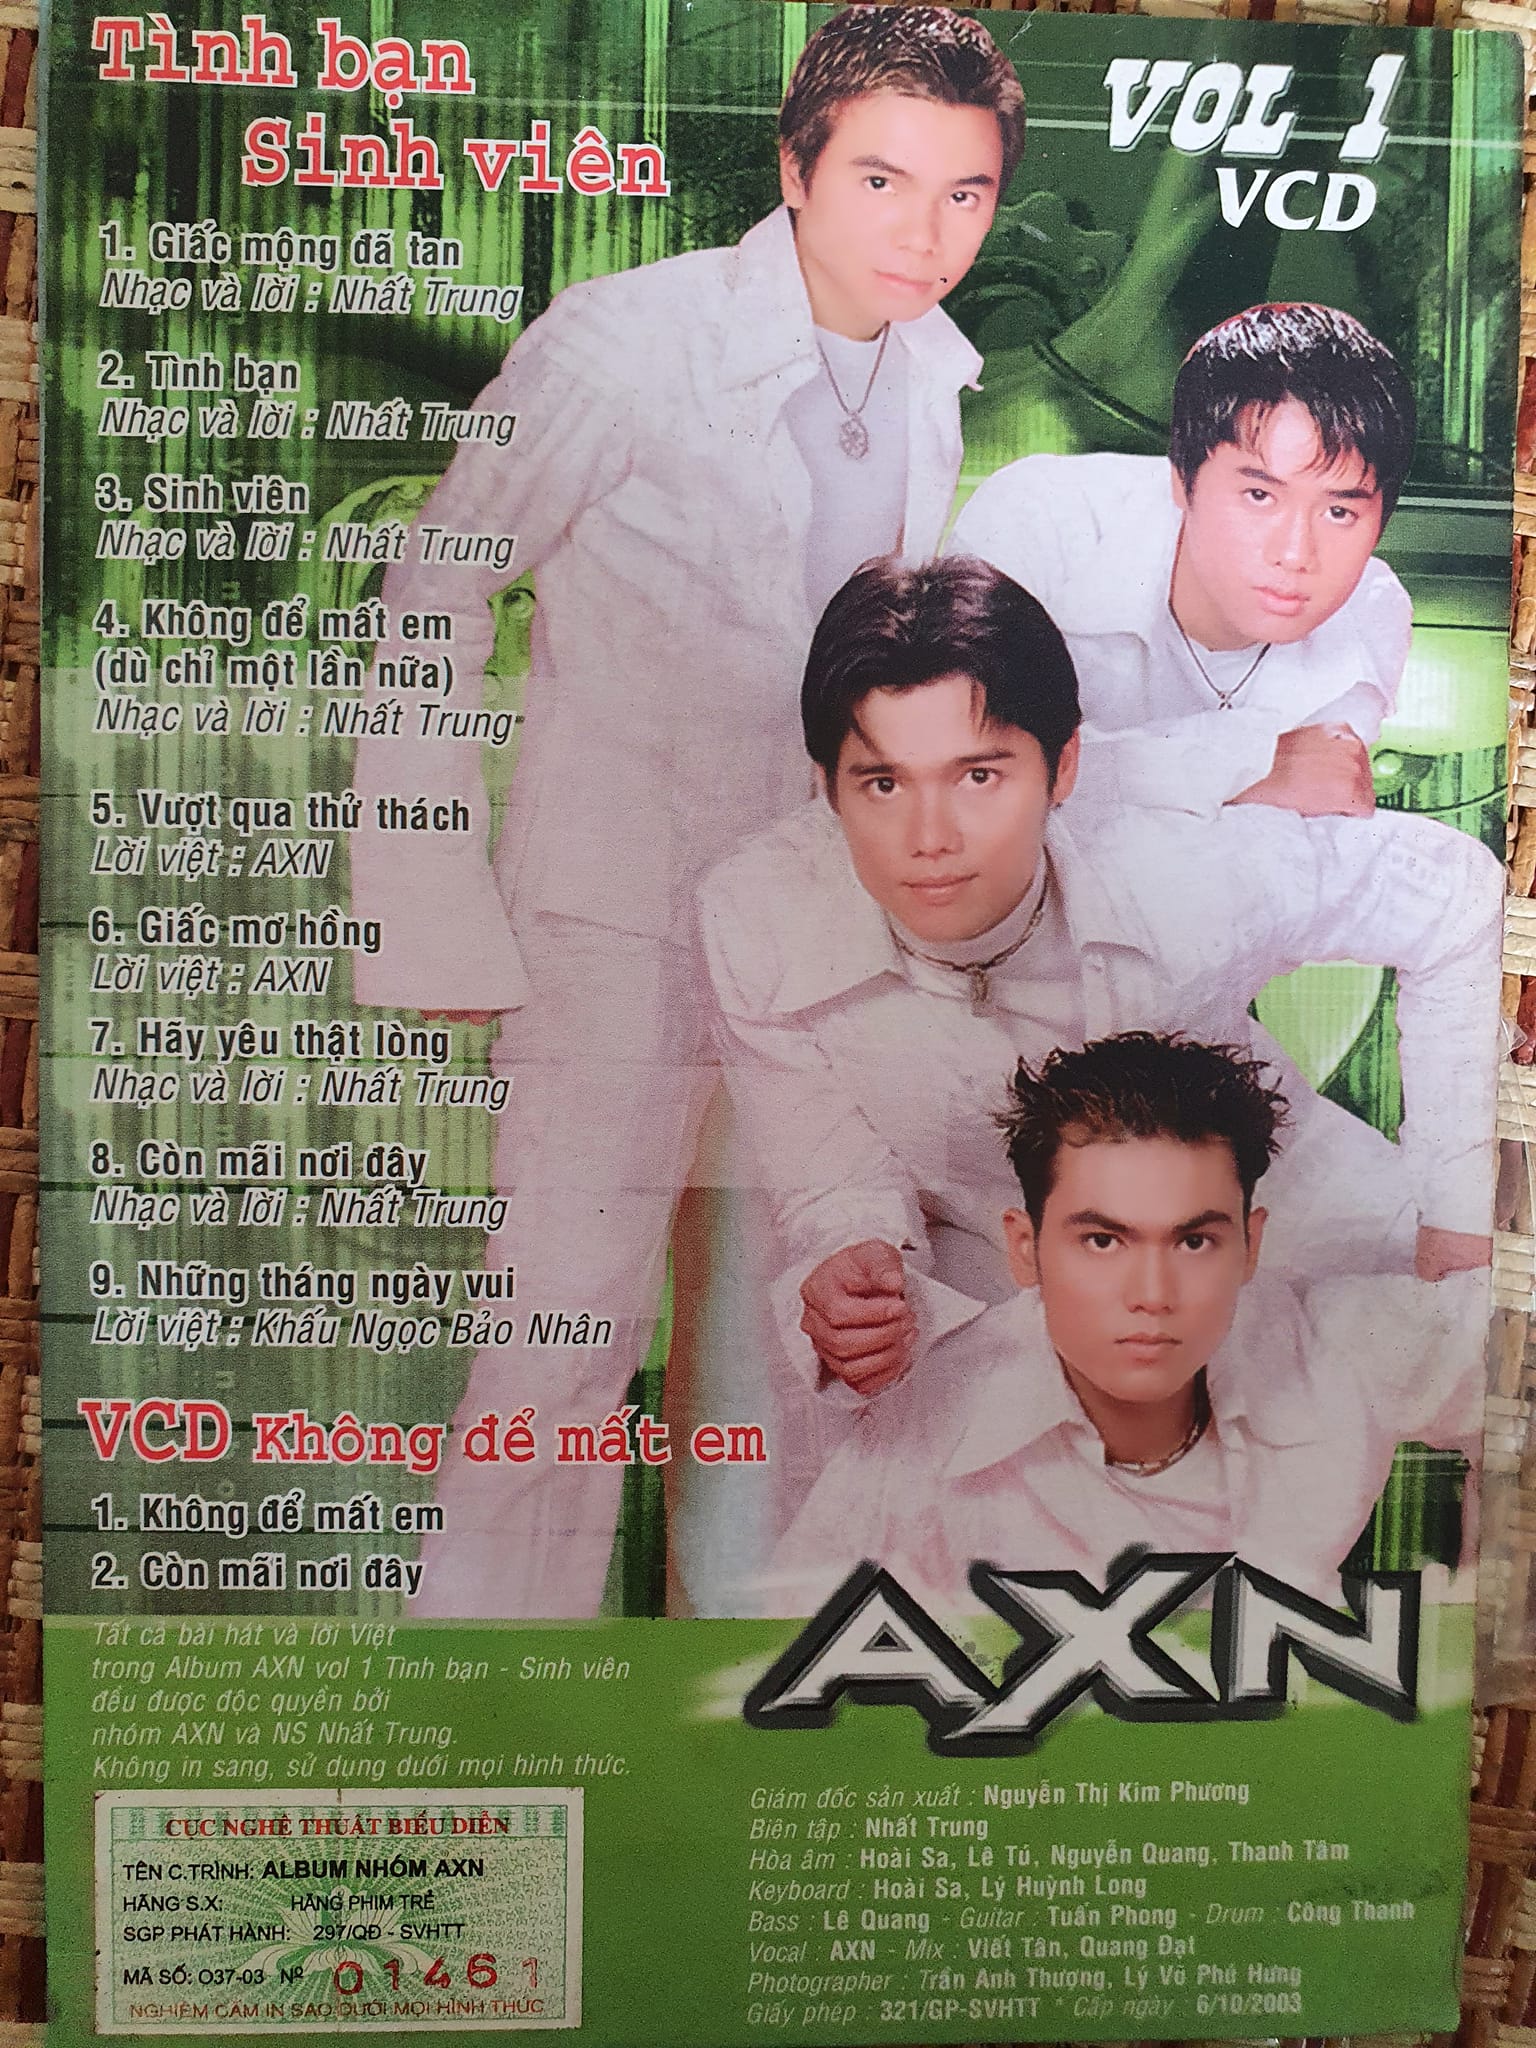 Tình bạn
Sinh viên
VOL 1
VCD
1. Giấc mộng đã tan
Nhạc và lời : Nhất Trung
2. Tình bạn
Nhạc và lời : Nhất Trung
3. Sinh viên
Nhạc và lời : Nhất Trung
4. Không để mất em
(dù chỉ một lần nữa)
Nhạc và lời : Nhất Trung
5. Vượt qua thử thách
Lời việt : AXN
6. Giấc mơ hồng
Lời việt : AXN
7. Hãy yêu thật lòng
Nhạc và lời : Nhất Trung
8. Còn mãi nơi đây
Nhạc và lời : Nhất Trung
9. Những tháng ngày vui
Lời việt : Khấu Ngọc Bảo Nhân
VCD Không để mất em
1. Không để mất em
2. Còn mãi nơi đây
Tất cả bài hát và lời Việt
trong Album AXN vol 1 Tình bạn - Sinh viên
đều được độc quyền bởi
nhóm AXN và NS Nhất Trung.
Không in sang, sử dụng dưới mọi hình thức.
AXN
CỤC NGHỆ THUẬT BIỂU DIỄN
TÊN C.TRÌNH: ALBUM NHÓM AXN
HÃNG S.X: HÃNG PHIM TRẺ
SGP PHÁT HÀNH: 297/QĐ - SVHTT
MÃ SỐ: O37-03 Nº 01461
NGHIÊM CẤM IN SAO DƯỚI MỌI HÌNH THỨC
Giám đốc sản xuất : Nguyễn Thị Kim Phương
Biên tập : Nhất Trung
Hòa âm : Hoài Sa, Lê Tú, Nguyễn Quang, Thanh Tâm
Keyboard : Hoài Sa, Lý Huỳnh Long
Bass : Lê Quang - Guitar : Tuấn Phong - Drum : Công Thanh
Vocal : AXN - Mix : Viết Tân, Quang Đạt
Photographer : Trần Anh Thượng, Lý Võ Phú Hưng
Giấy phép : 321/GP-SVHTT * Cấp ngày : 6/10/2003